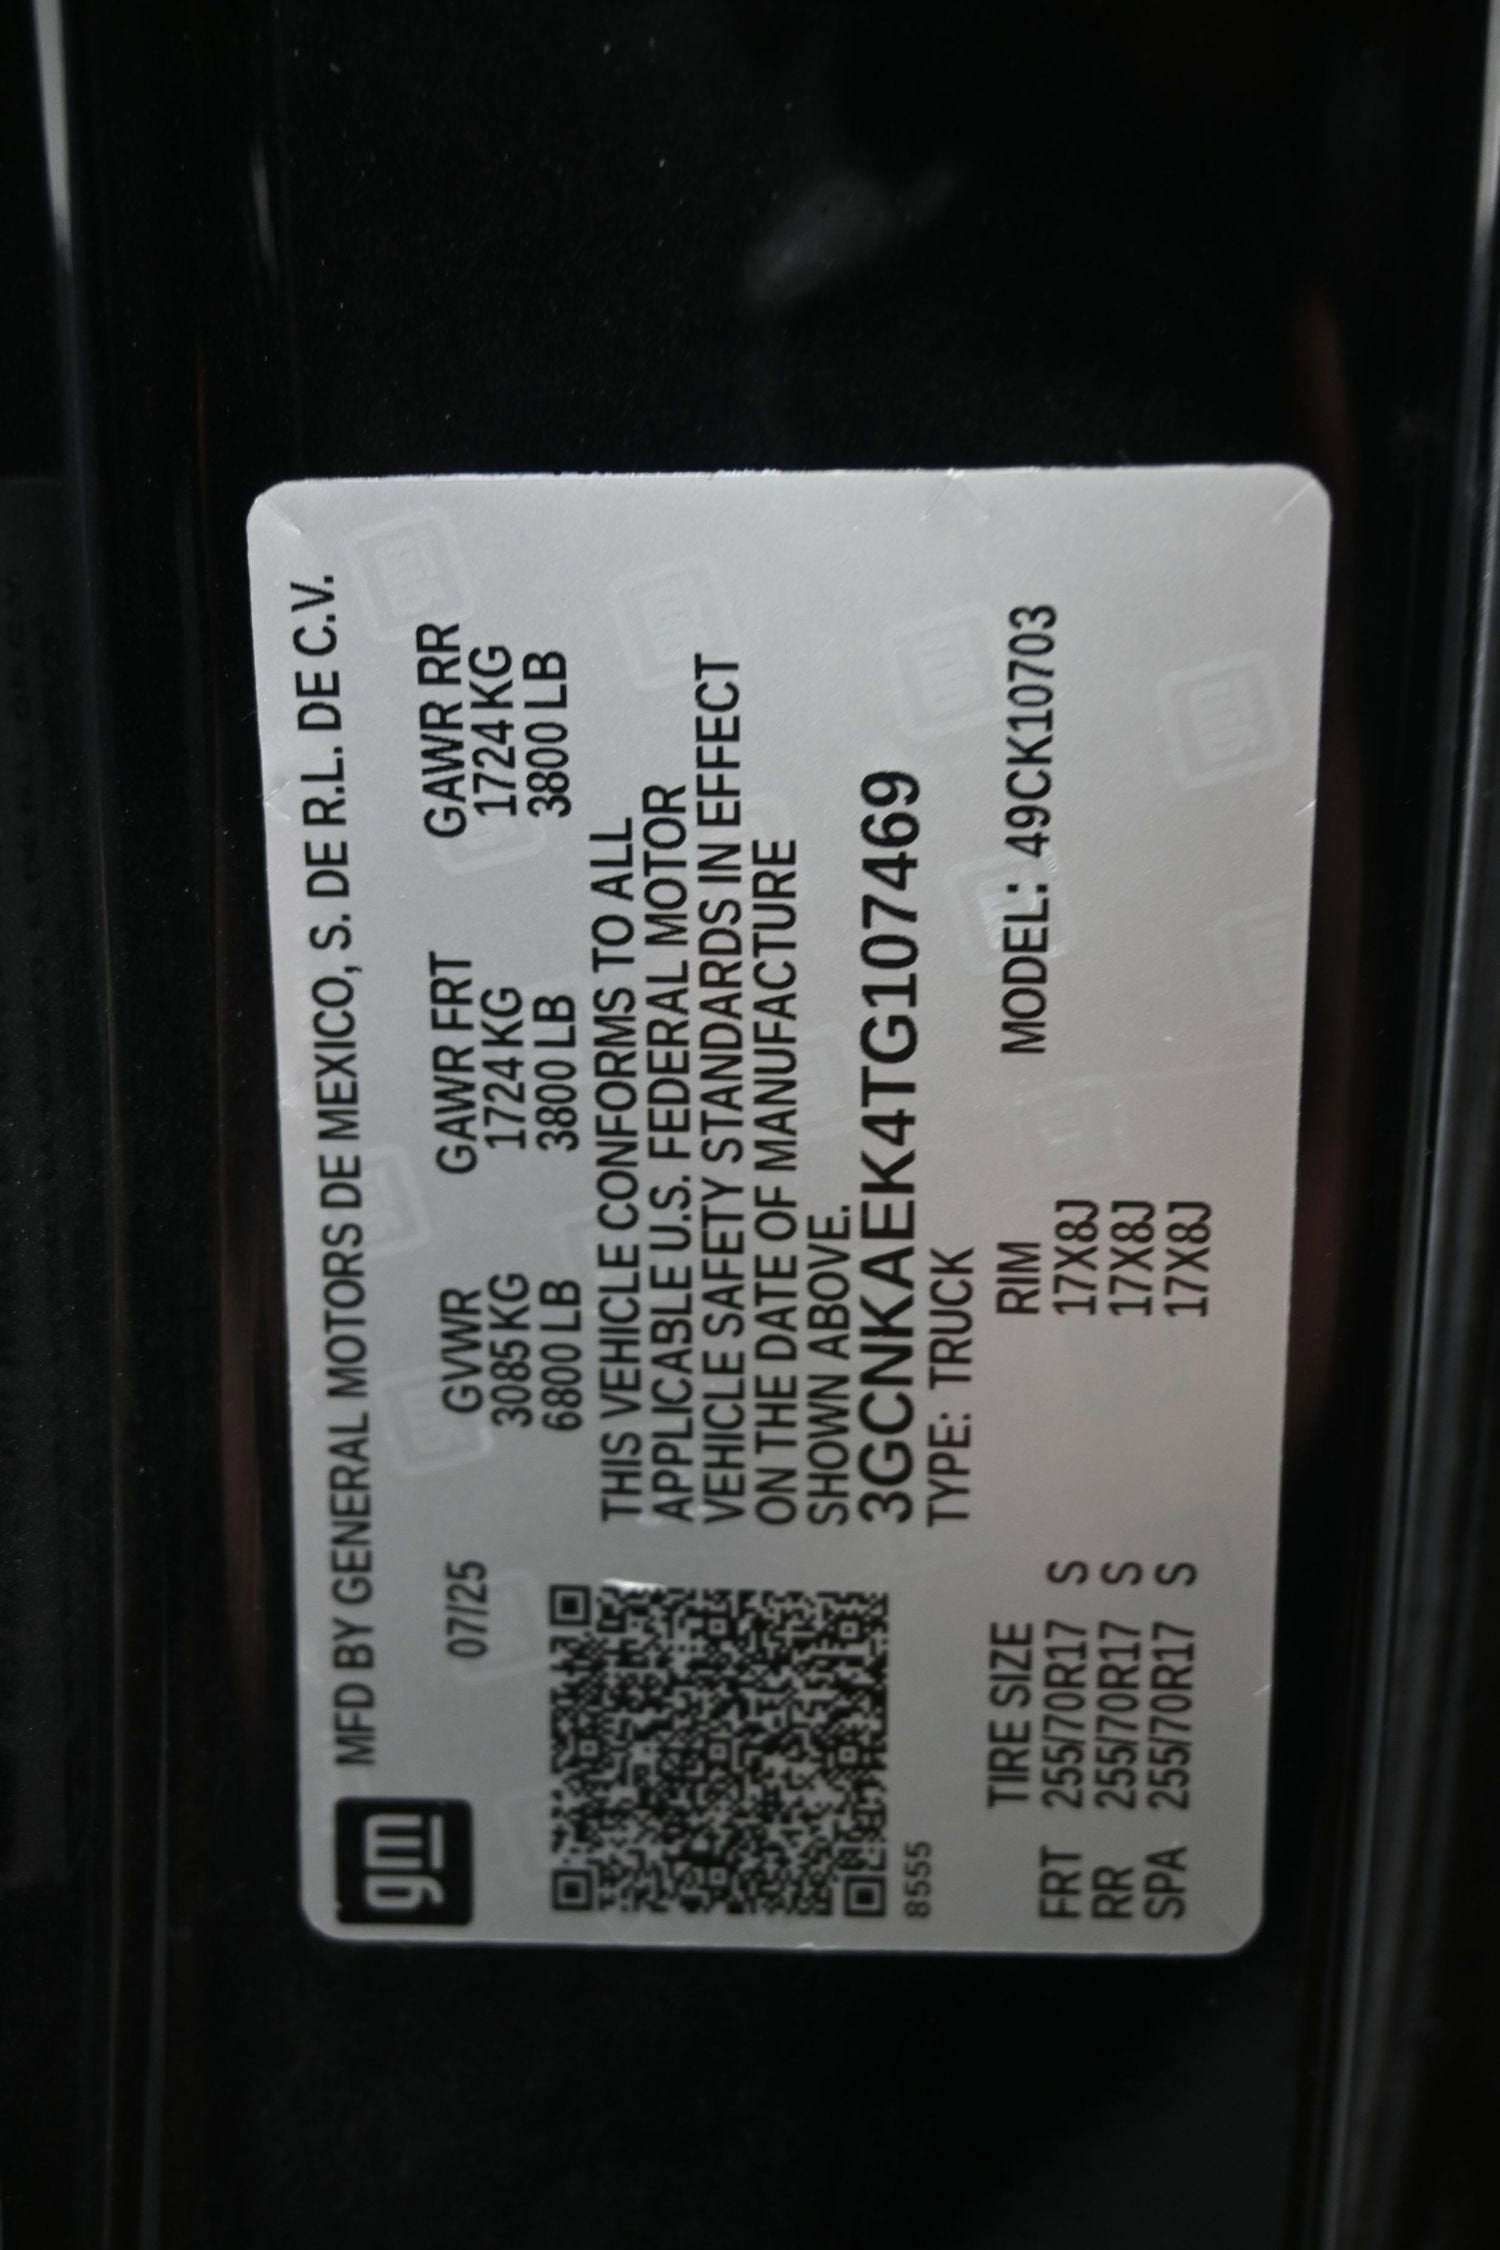 gm MFD BY GENERAL MOTORS DE MEXICO, S. DE R.L. DE C.V.
07/25 GVWR GAWR FRT GAWR RR
3085 KG 1724 KG 1724 KG
6800 LB 3800 LB 3800 LB
THIS VEHICLE CONFORMS TO ALL
APPLICABLE U.S. FEDERAL MOTOR
VEHICLE SAFETY STANDARDS IN EFFECT
ON THE DATE OF MANUFACTURE
SHOWN ABOVE.
3GCNKAEK4TG107469
8555 TYPE: TRUCK
TIRE SIZE RIM MODEL: 49CK10703
FRT 255/70R17 S 17X8J
RR 255/70R17 S 17X8J
SPA 255/70R17 S 17X8J